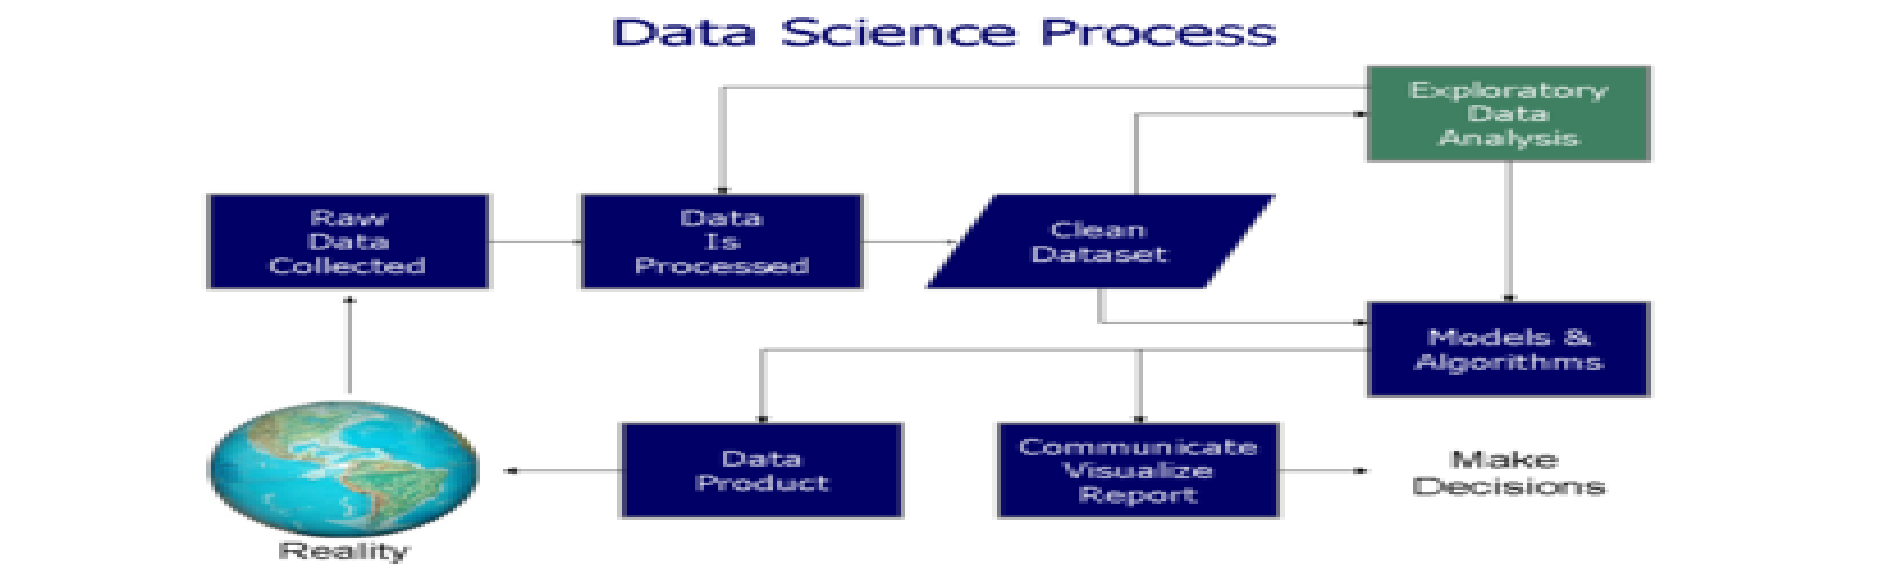 Data Science Process
Exploratory
Data
Analysis
Raw
Data
Collected
Data
Is
Processed
Clean
Dataset
Models &
Algorithms
Data
Product
Communicate
Visualize
Report
Make
Decisions
Reality